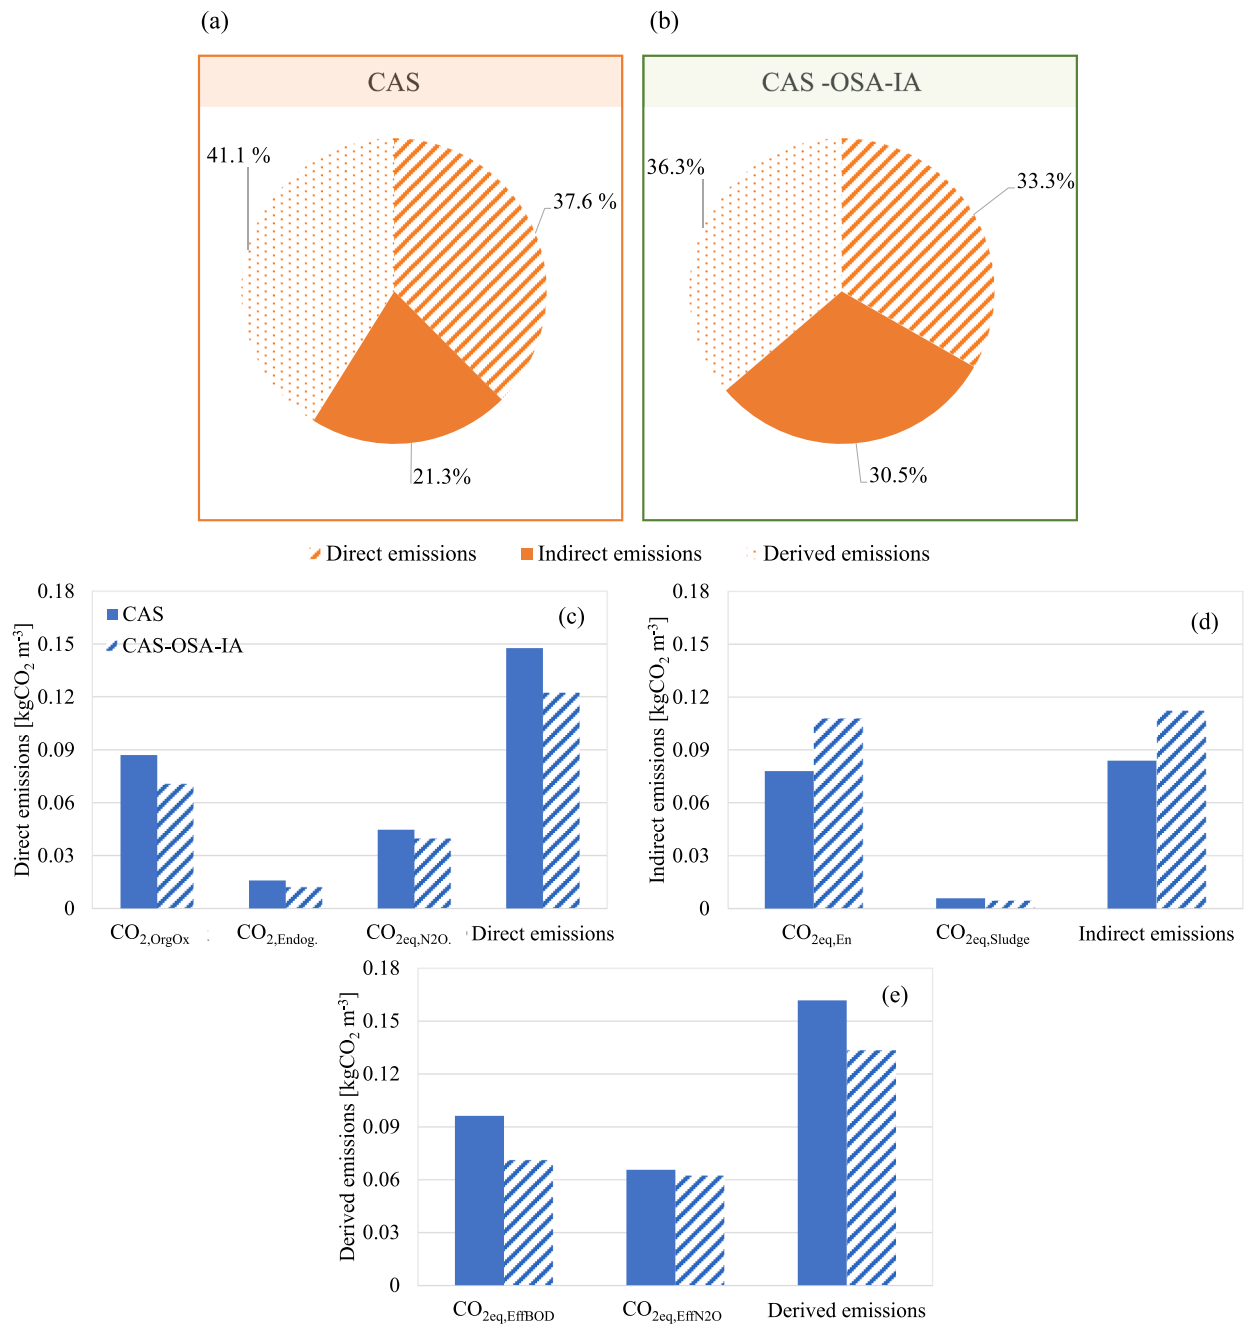 (a)
(b)
CAS
CAS -OSA-IA
41.1 %
37.6 %
21.3%
36.3%
33.3%
30.5%
Direct emissions
Indirect emissions
Derived emissions
Direct emissions [kgCO2 m-3]
0.18
0.15
0.12
0.09
0.06
0.03
0
CAS
CAS-OSA-IA
(c)
CO2,OrgOx
CO2,Endog.
CO2eq,N2O.
Direct emissions
Indirect emissions [kgCO2 m-3]
0.18
0.15
0.12
0.09
0.06
0.03
0
(d)
CO2eq,En
CO2eq,Sludge
Indirect emissions
Derived emissions [kgCO2 m-3]
0.18
0.15
0.12
0.09
0.06
0.03
0
(e)
CO2eq,EffBOD
CO2eq,EffN2O
Derived emissions